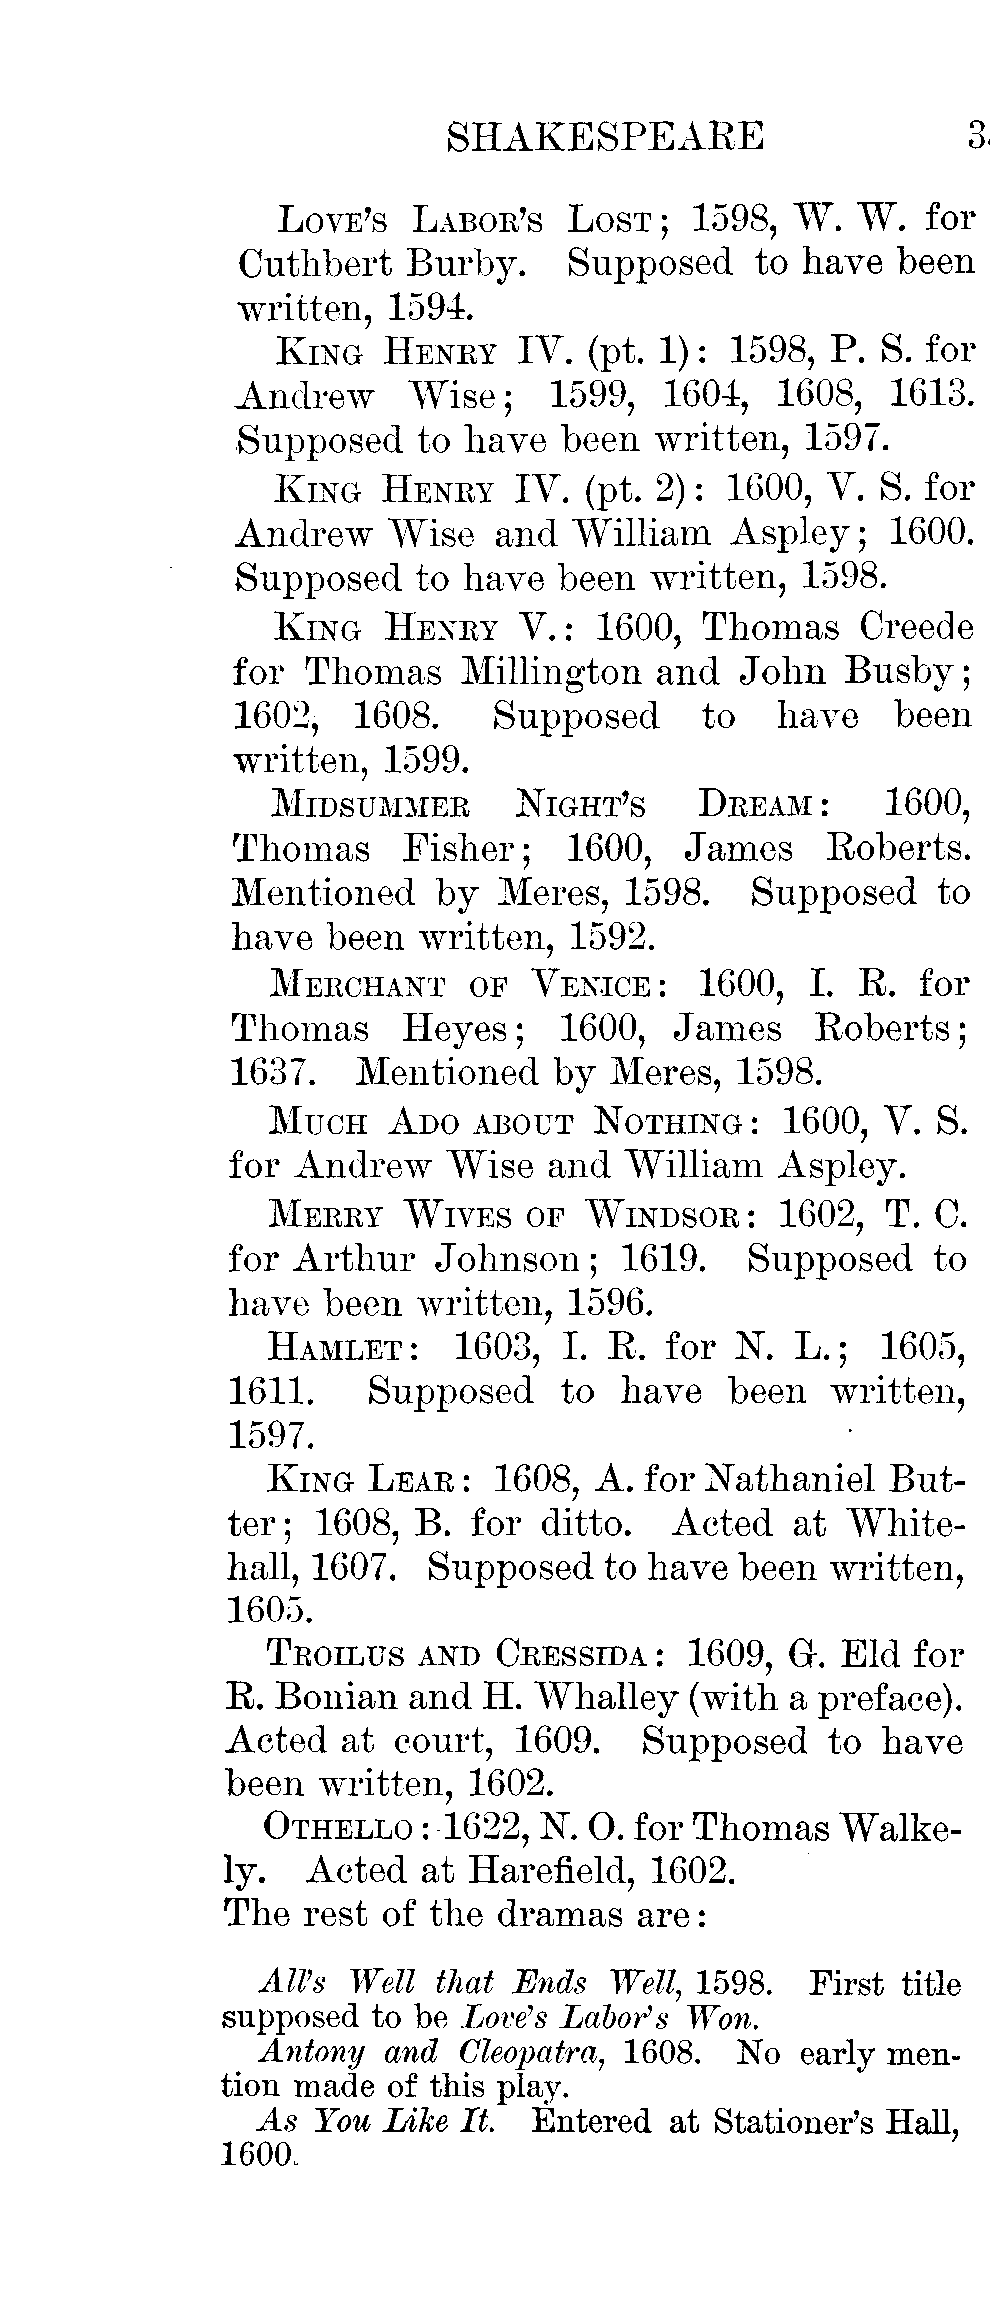 SHAKESPEARE
LOVE'S LABOR'S LOST; 1598, W. W. for
Cuthbert Burby. Supposed to have been
written, 1594.
KING HENRY IV. (pt. 1): 1598, P. S. for
Andrew Wise; 1599, 1604, 1608, 1613.
Supposed to have been written, 1597.
KING HENRY IV. (pt. 2): 1600, V. S. for
Andrew Wise and William Aspley; 1600.
Supposed to have been written, 1598.
KING HENRY V.: 1600, Thomas Creede
for Thomas Millington and John Busby;
1602, 1608. Supposed to have been
written, 1599.
MIDSUMMER NIGHT'S DREAM: 1600,
Thomas Fisher; 1600, James Roberts.
Mentioned by Meres, 1598. Supposed to
have been written, 1592.
MERCHANT OF VENICE: 1600, I. R. for
Thomas Heyes; 1600, James Roberts;
1637. Mentioned by Meres, 1598.
MUCH ADO ABOUT NOTHING: 1600, V. S.
for Andrew Wise and William Aspley.
MERRY WIVES OF WINDSOR: 1602, T. C.
for Arthur Johnson; 1619. Supposed to
have been written, 1596.
HAMLET: 1603, I. R. for N. L.; 1605,
1611. Supposed to have been written,
1597.
KING LEAR: 1608, A. for Nathaniel But-
ter; 1608, B. for ditto. Acted at White-
hall, 1607. Supposed to have been written,
1605.
TROILUS AND CRESSIDA: 1609, G. Eld for
R. Bonian and H. Whalley (with a preface).
Acted at court, 1609. Supposed to have
been written, 1602.
OTHELLO: 1622, N. O. for Thomas Walke-
ly. Acted at Harefield, 1602.
The rest of the dramas are:
All's Well that Ends Well, 1598. First title
supposed to be Love's Labor's Won.
Antony and Cleopatra, 1608. No early men-
tion made of this play.
As You Like It. Entered at Stationer's Hall,
1600.